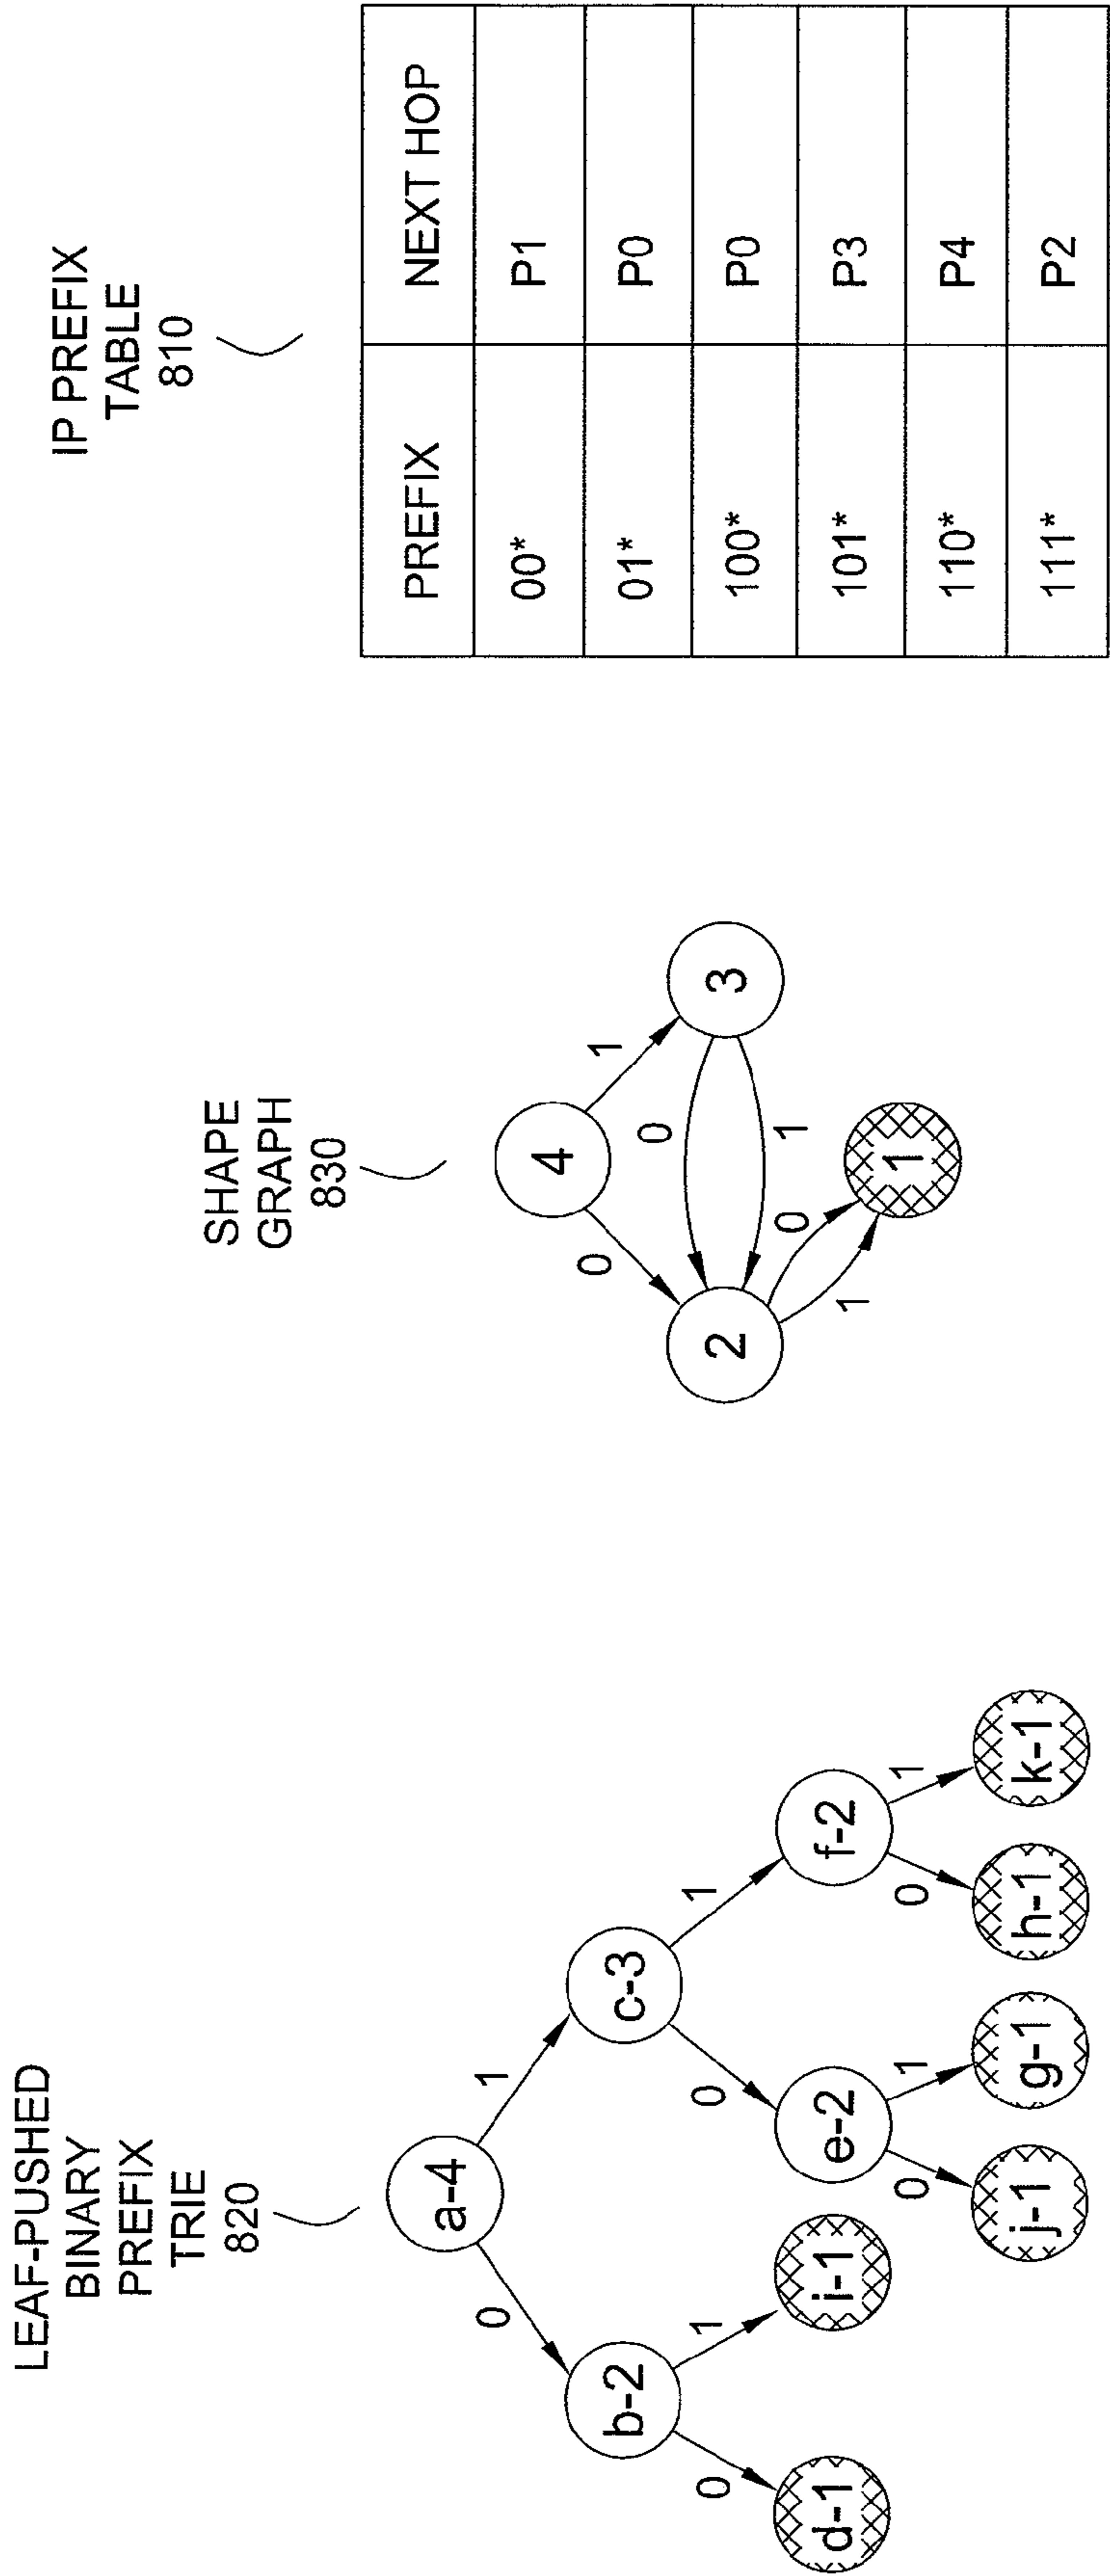 LEAF-PUSHED
BINARY
PREFIX
TRIE
820
a-4
0
1
b-2
c-3
0
1
0
1
d-1
i-1
e-2
f-2
0
1
0
1
j-1
g-1
h-1
k-1
SHAPE
GRAPH
830
4
0
1
2
3
0
1
0
1
1
IP PREFIX
TABLE
810
PREFIX NEXT HOP
00* P1
01* P0
100* P0
101* P3
110* P4
111* P2